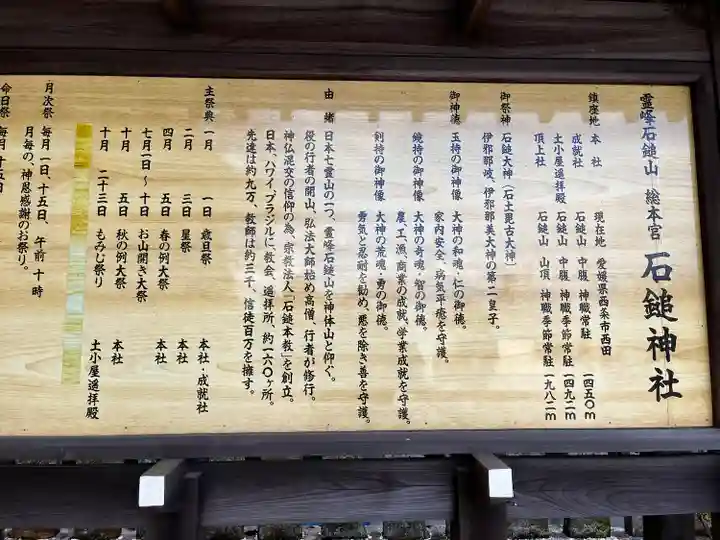 霊峰石鎚山 総本宮 石鎚神社
鎮座地 本社 現在地 愛媛県西条市西田
成就社 石鎚山 中腹 神職常駐 一四五〇m
土小屋遥拝殿 石鎚山 中腹 神職季節常駐 一四九二m
頂上社 石鎚山 山頂 神職季節常駐 一九八二m
御祭神 石鎚大神（石土毘古大神）
伊邪那岐、伊邪那美大神の第二皇子。
御神徳 玉持の御神像 大神の和魂・仁の御徳。
家内安全、病気平癒を守護。
鏡持の御神像 大神の奇魂・智の御徳。
農、工漁、商業の成就、学業成就を守護。
剣持の御神像 大神の荒魂・勇の御徳。
勇気と忍耐を勧め、悪を除き善を守護。
由緒 日本七霊山の一つ、霊峰石鎚山を神体山と仰ぐ。
役の行者の開山、弘法大師始め高僧、行者が修行。
神仏混交の信仰の為、宗教法人「石鎚本教」を創立。
日本、ハワイ、ブラジルに、教会、遥拝所、約一六〇ヶ所。
先達は約九万、教師は約三千、信徒百万を擁す。
主祭典 一月 一日 歳旦祭 本社・成就社
二月 三日 星祭 本社
四月 五日 春の例大祭 本社
七月一日〜十日 お山開き大祭
十月 五日 秋の例大祭 本社
十月 二十三日 もみじ祭り 土小屋遥拝殿
月次祭 毎月一日、十五日、午前十時
月毎の、神恩感謝のお祭り。
命日祭 毎月 十五日